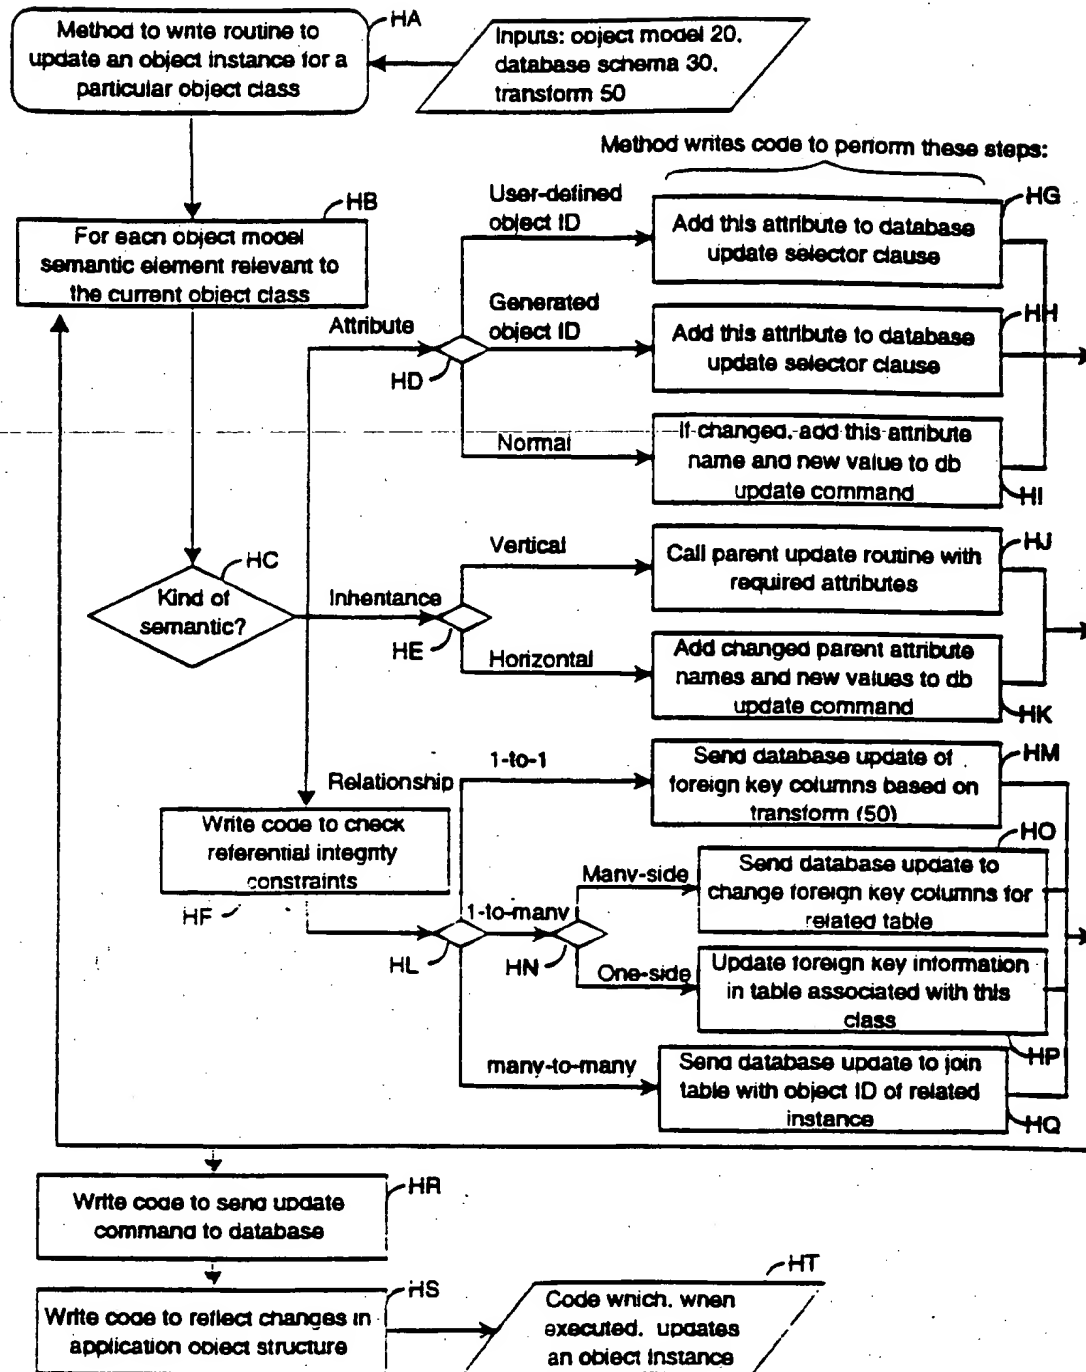 Method to write routine to
update an object instance for a
particular object class
HA
Inputs: object model 20,
database schema 30,
transform 50
Method writes code to perform these steps:
HB
For each object model
semantic element relevant to
the current object class
User-defined
object ID
HG
Add this attribute to database
update selector clause
Attribute
HD
Generated
object ID
HH
Add this attribute to database
update selector clause
Normal
If changed, add this attribute
name and new value to db
update command
HI
HC
Kind of
semantic?
Inheritance
HE
Vertical
HJ
Call parent update routine with
required attributes
Horizontal
Add changed parent attribute
names and new values to db
update command
HK
Relationship
Write code to check
referential integrity
constraints
HF
HL
1-to-1
HM
Send database update of
foreign key columns based on
transform (50)
1-to-many
HN
Many-side
HO
Send database update to
change foreign key columns for
related table
One-side
Update foreign key information
in table associated with this
class
HP
many-to-many
Send database update to join
table with object ID of related
instance
HQ
HR
Write code to send update
command to database
HS
Write code to reflect changes in
application object structure
HT
Code which, when
executed, updates
an object instance